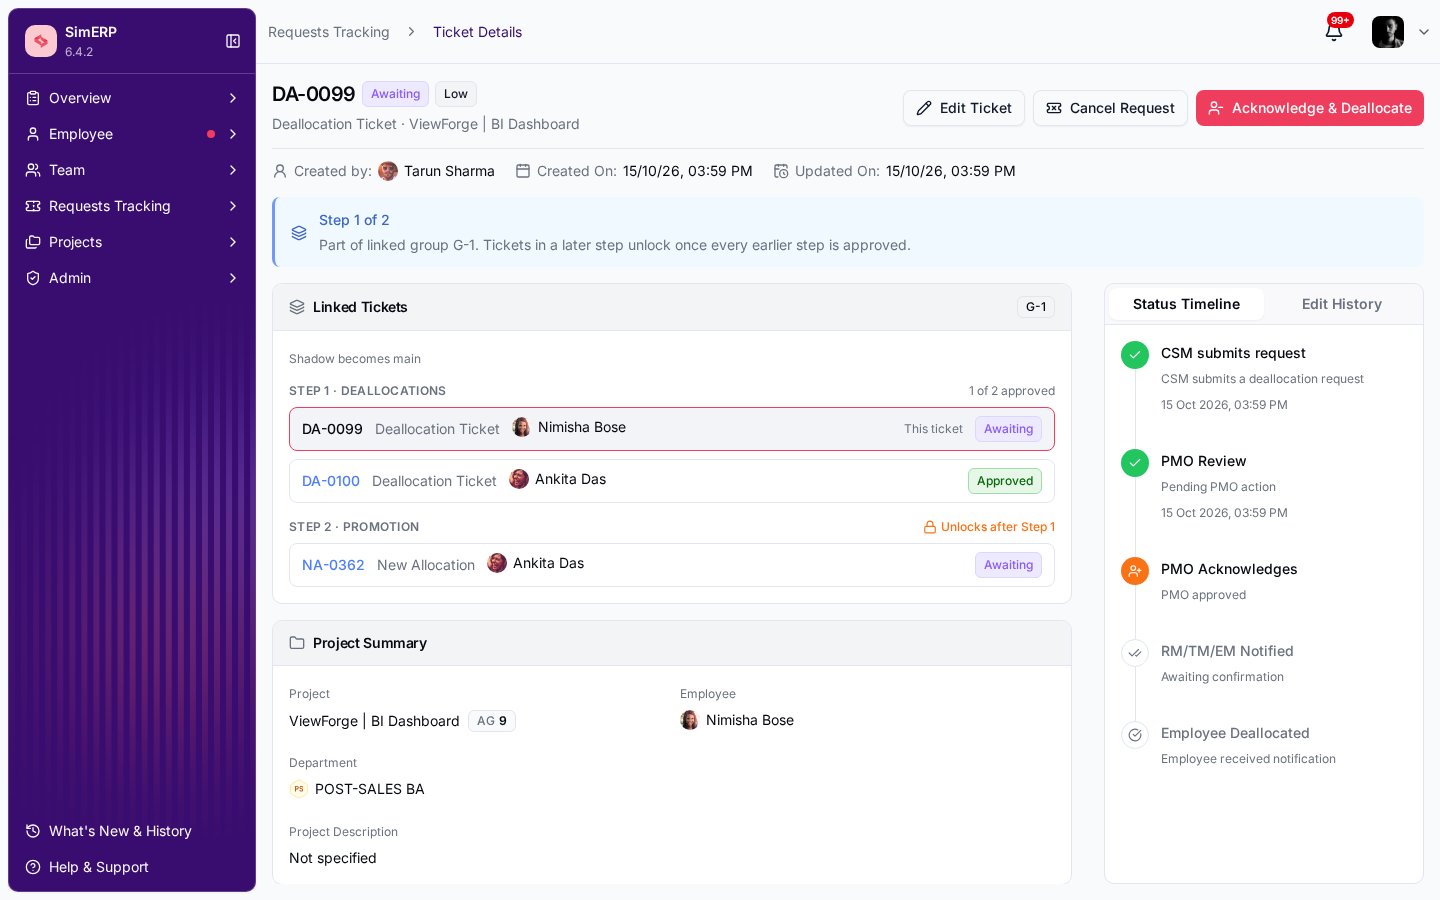 SimERP
6.4.2
Overview
Employee
Team
Requests Tracking
Projects
Admin
What's New & History
Help & Support
Requests Tracking
Ticket Details
99+
DA-0099 Awaiting Low
Deallocation Ticket · ViewForge | BI Dashboard
Edit Ticket
Cancel Request
Acknowledge & Deallocate
Created by: Tarun Sharma
Created On: 15/10/26, 03:59 PM
Updated On: 15/10/26, 03:59 PM
Step 1 of 2
Part of linked group G-1. Tickets in a later step unlock once every earlier step is approved.
Linked Tickets G-1
Shadow becomes main
STEP 1 · DEALLOCATIONS 1 of 2 approved
DA-0099 Deallocation Ticket Nimisha Bose This ticket Awaiting
DA-0100 Deallocation Ticket Ankita Das Approved
STEP 2 · PROMOTION Unlocks after Step 1
NA-0362 New Allocation Ankita Das Awaiting
Project Summary
Project
ViewForge | BI Dashboard AG 9
Employee
Nimisha Bose
Department
PS POST-SALES BA
Project Description
Not specified
Status Timeline
Edit History
CSM submits request
CSM submits a deallocation request
15 Oct 2026, 03:59 PM
PMO Review
Pending PMO action
15 Oct 2026, 03:59 PM
PMO Acknowledges
PMO approved
RM/TM/EM Notified
Awaiting confirmation
Employee Deallocated
Employee received notification